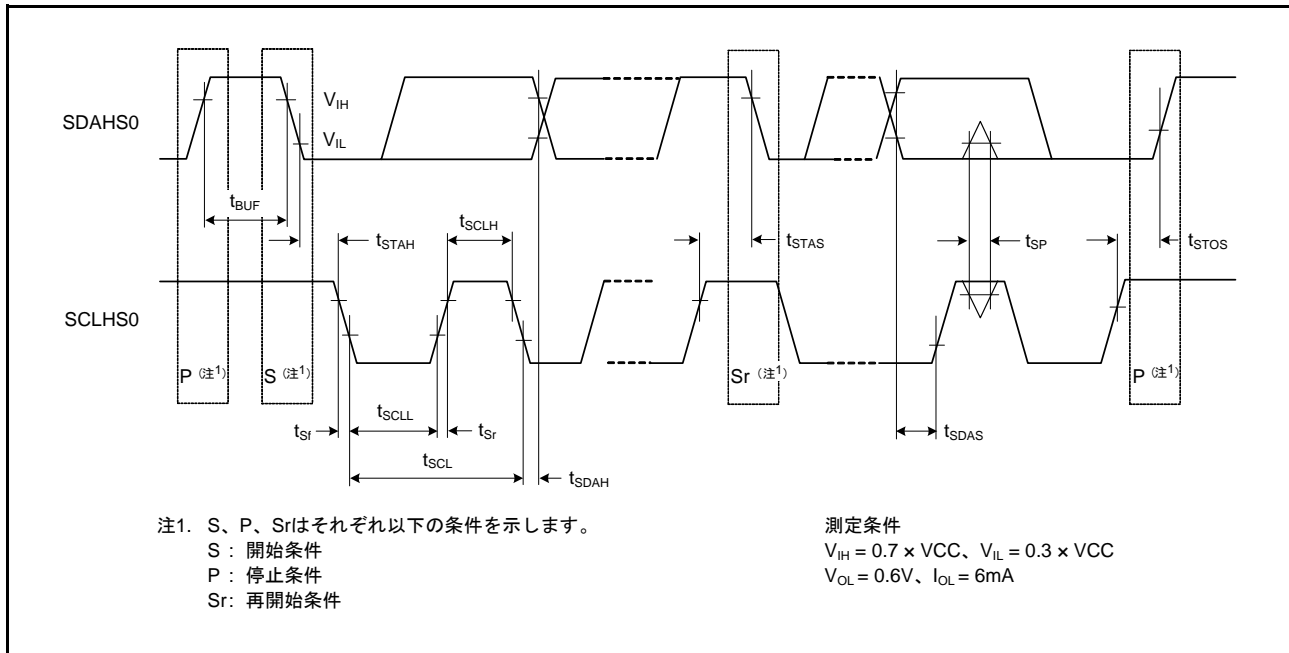 SDAHS0
VIH
VIL
tBUF
tSTAH
tSCLH
tSTAS
tSP
tSTOS
SCLHS0
P (注1)
S (注1)
Sr (注1)
P (注1)
tSf
tSCLL
tSr
tSDAS
tSCL
tSDAH
注1. S、P、Srはそれぞれ以下の条件を示します。
S : 開始条件
P : 停止条件
Sr: 再開始条件
測定条件
VIH = 0.7 × VCC、VIL = 0.3 × VCC
VOL = 0.6V、IOL = 6mA